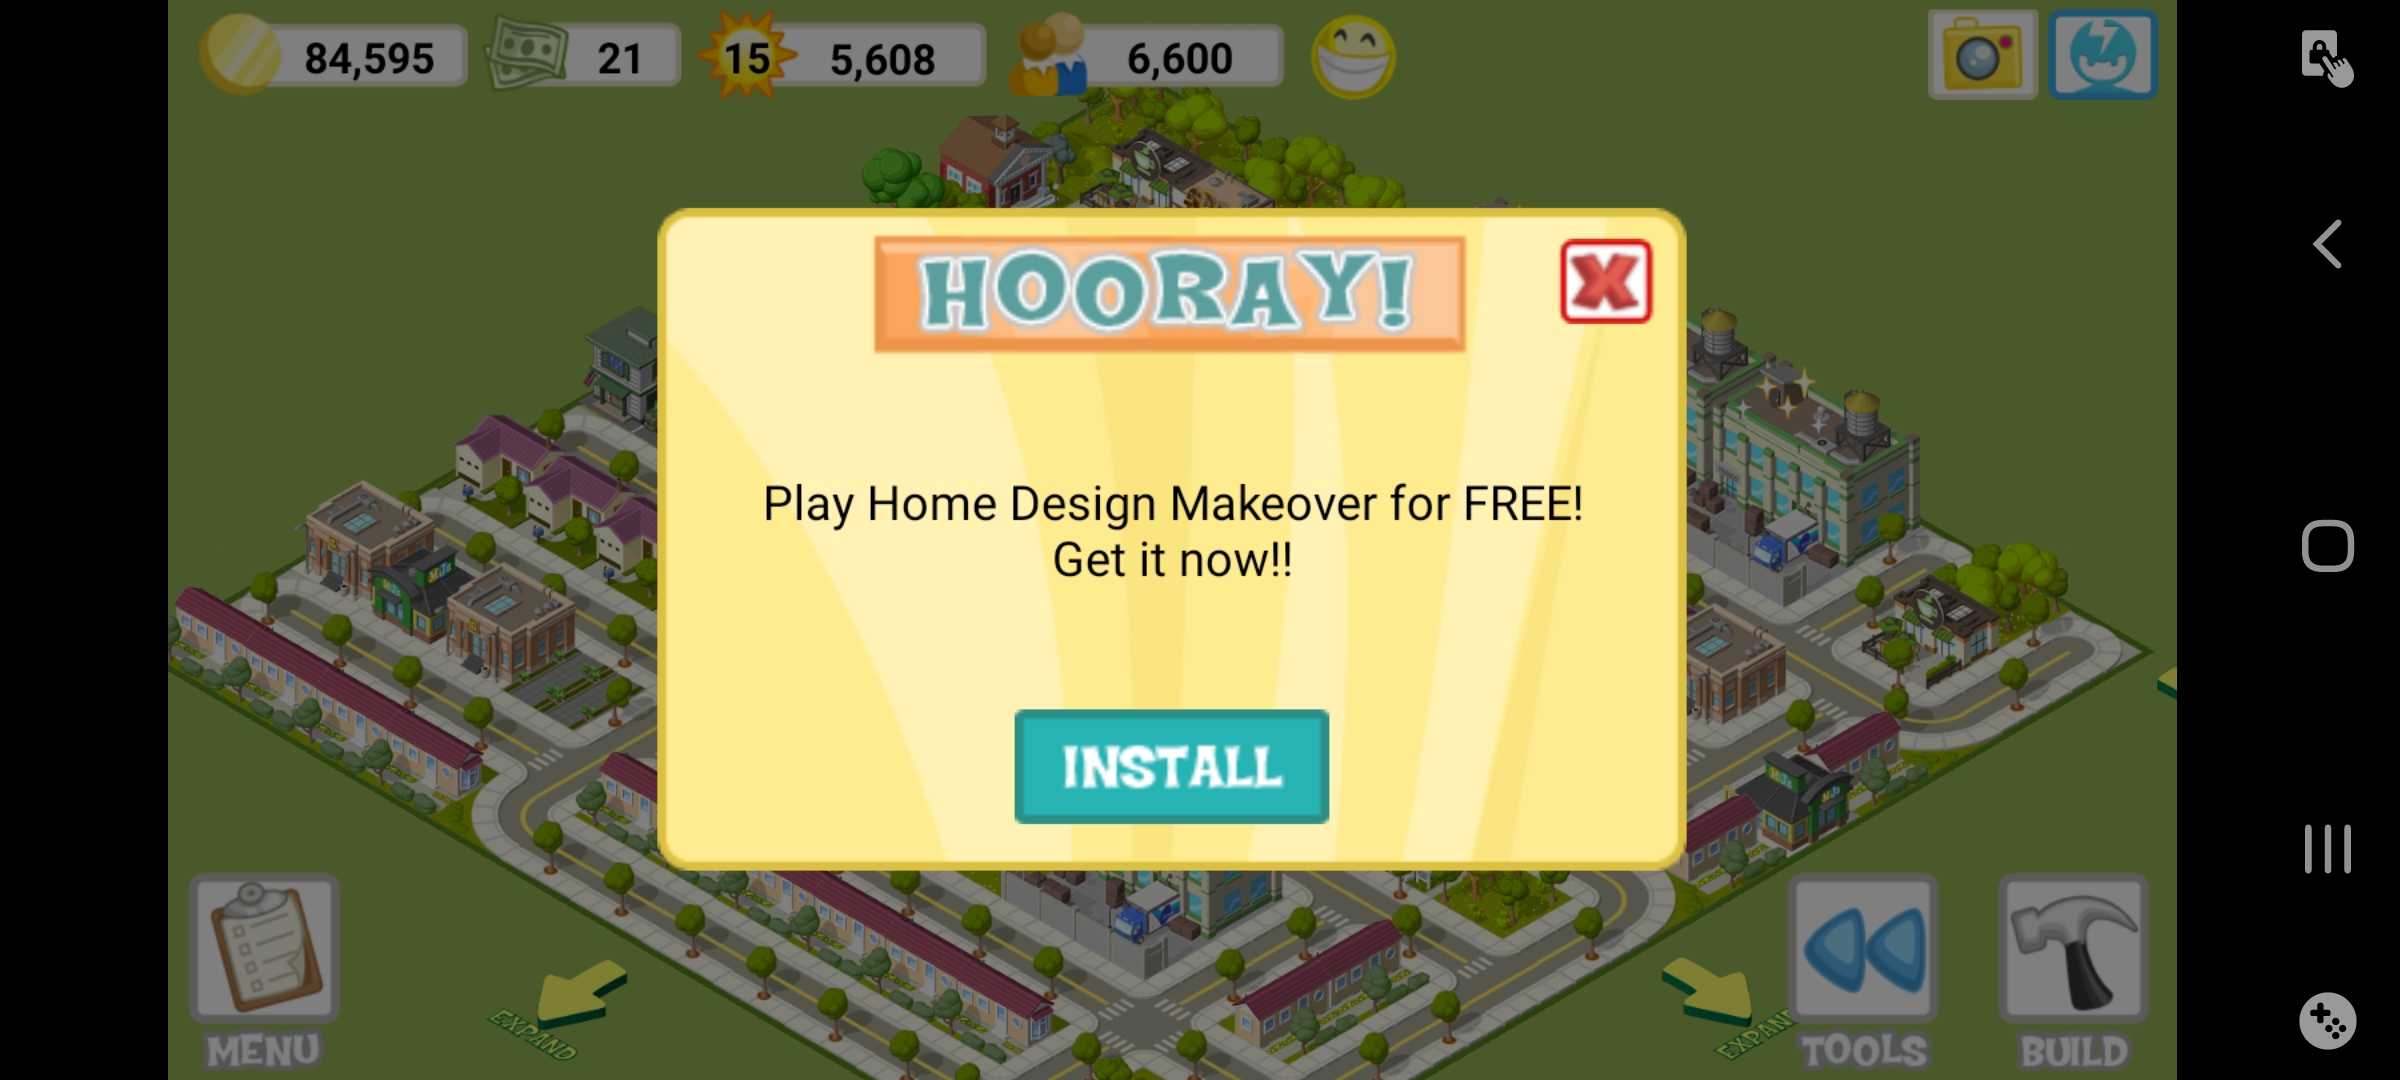 84,595
21
15
5,608
6,600
HOORAY!
X
Play Home Design Makeover for FREE!
Get it now!!
INSTALL
EXPAND
EXPAND
MENU
TOOLS
BUILD